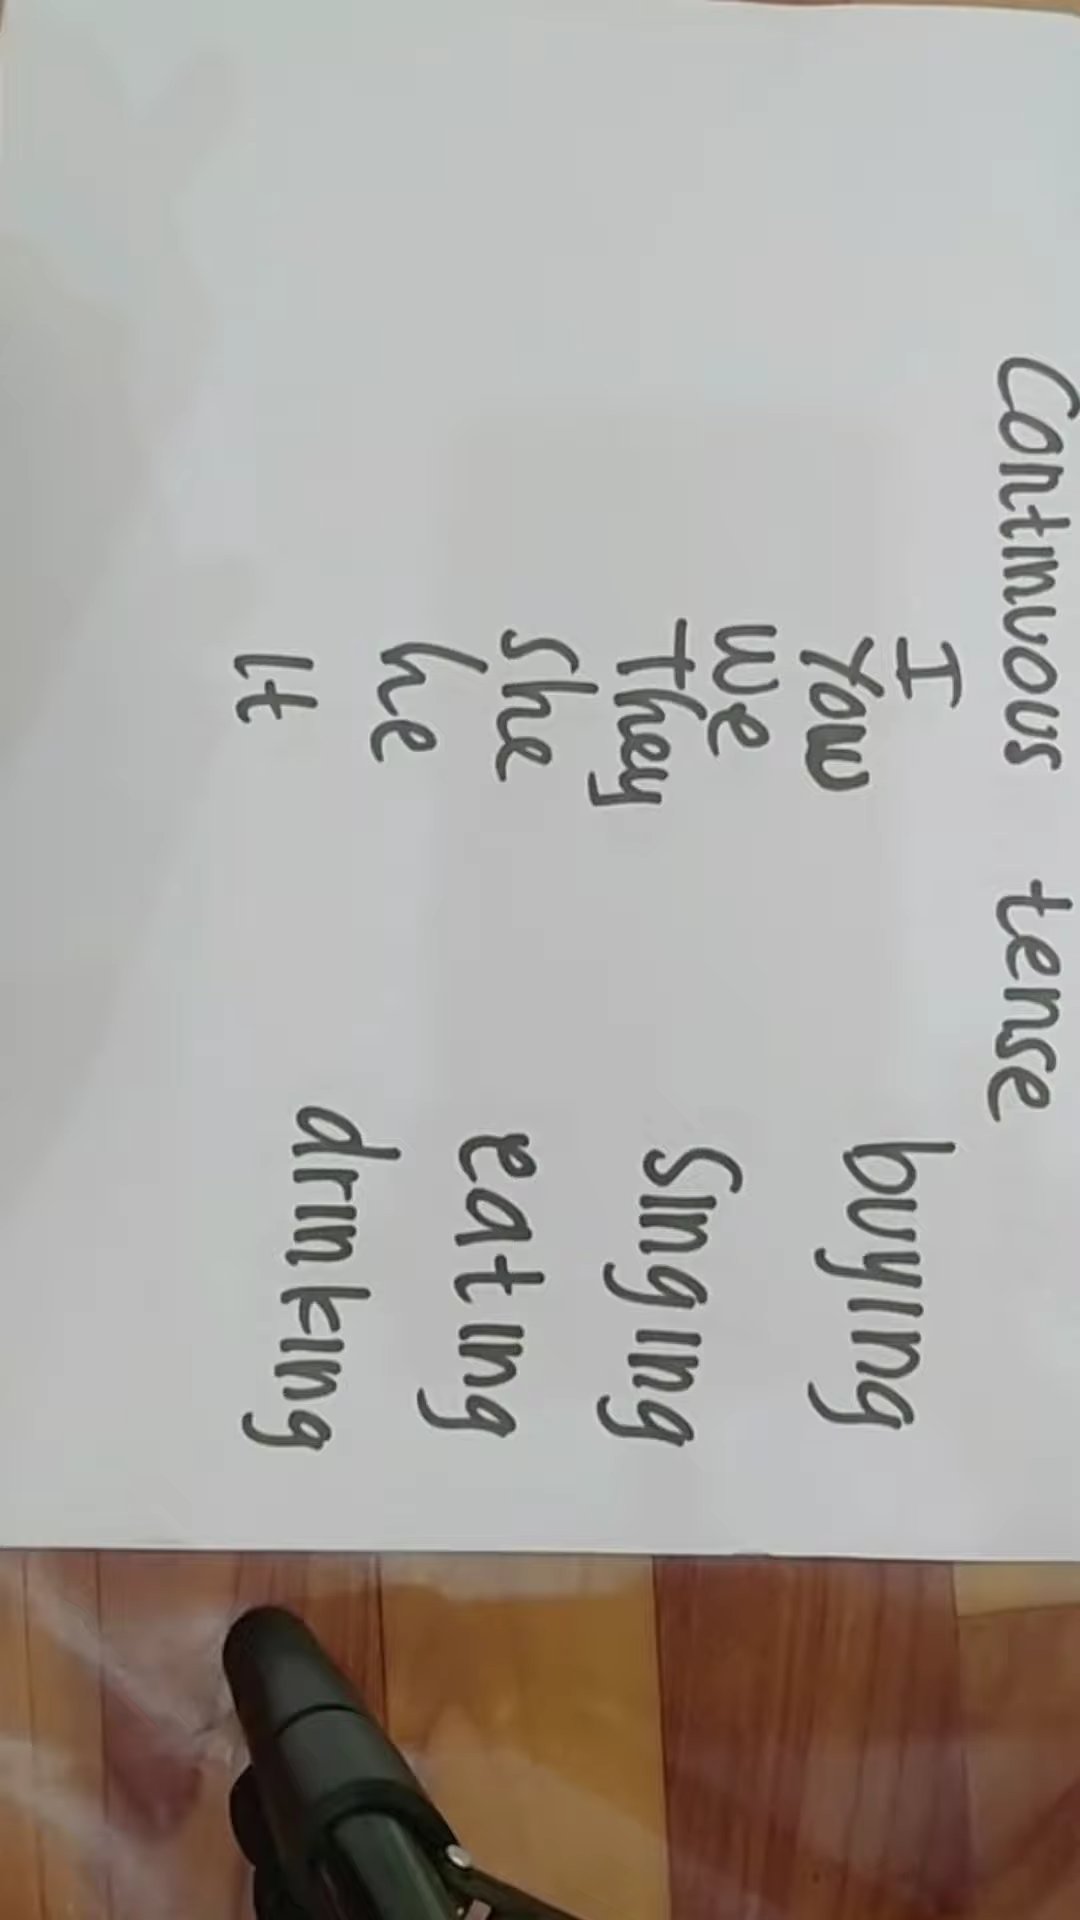 Continuous tense
I
You
we
They
she
he
It
buying
Singing
eating
drinking